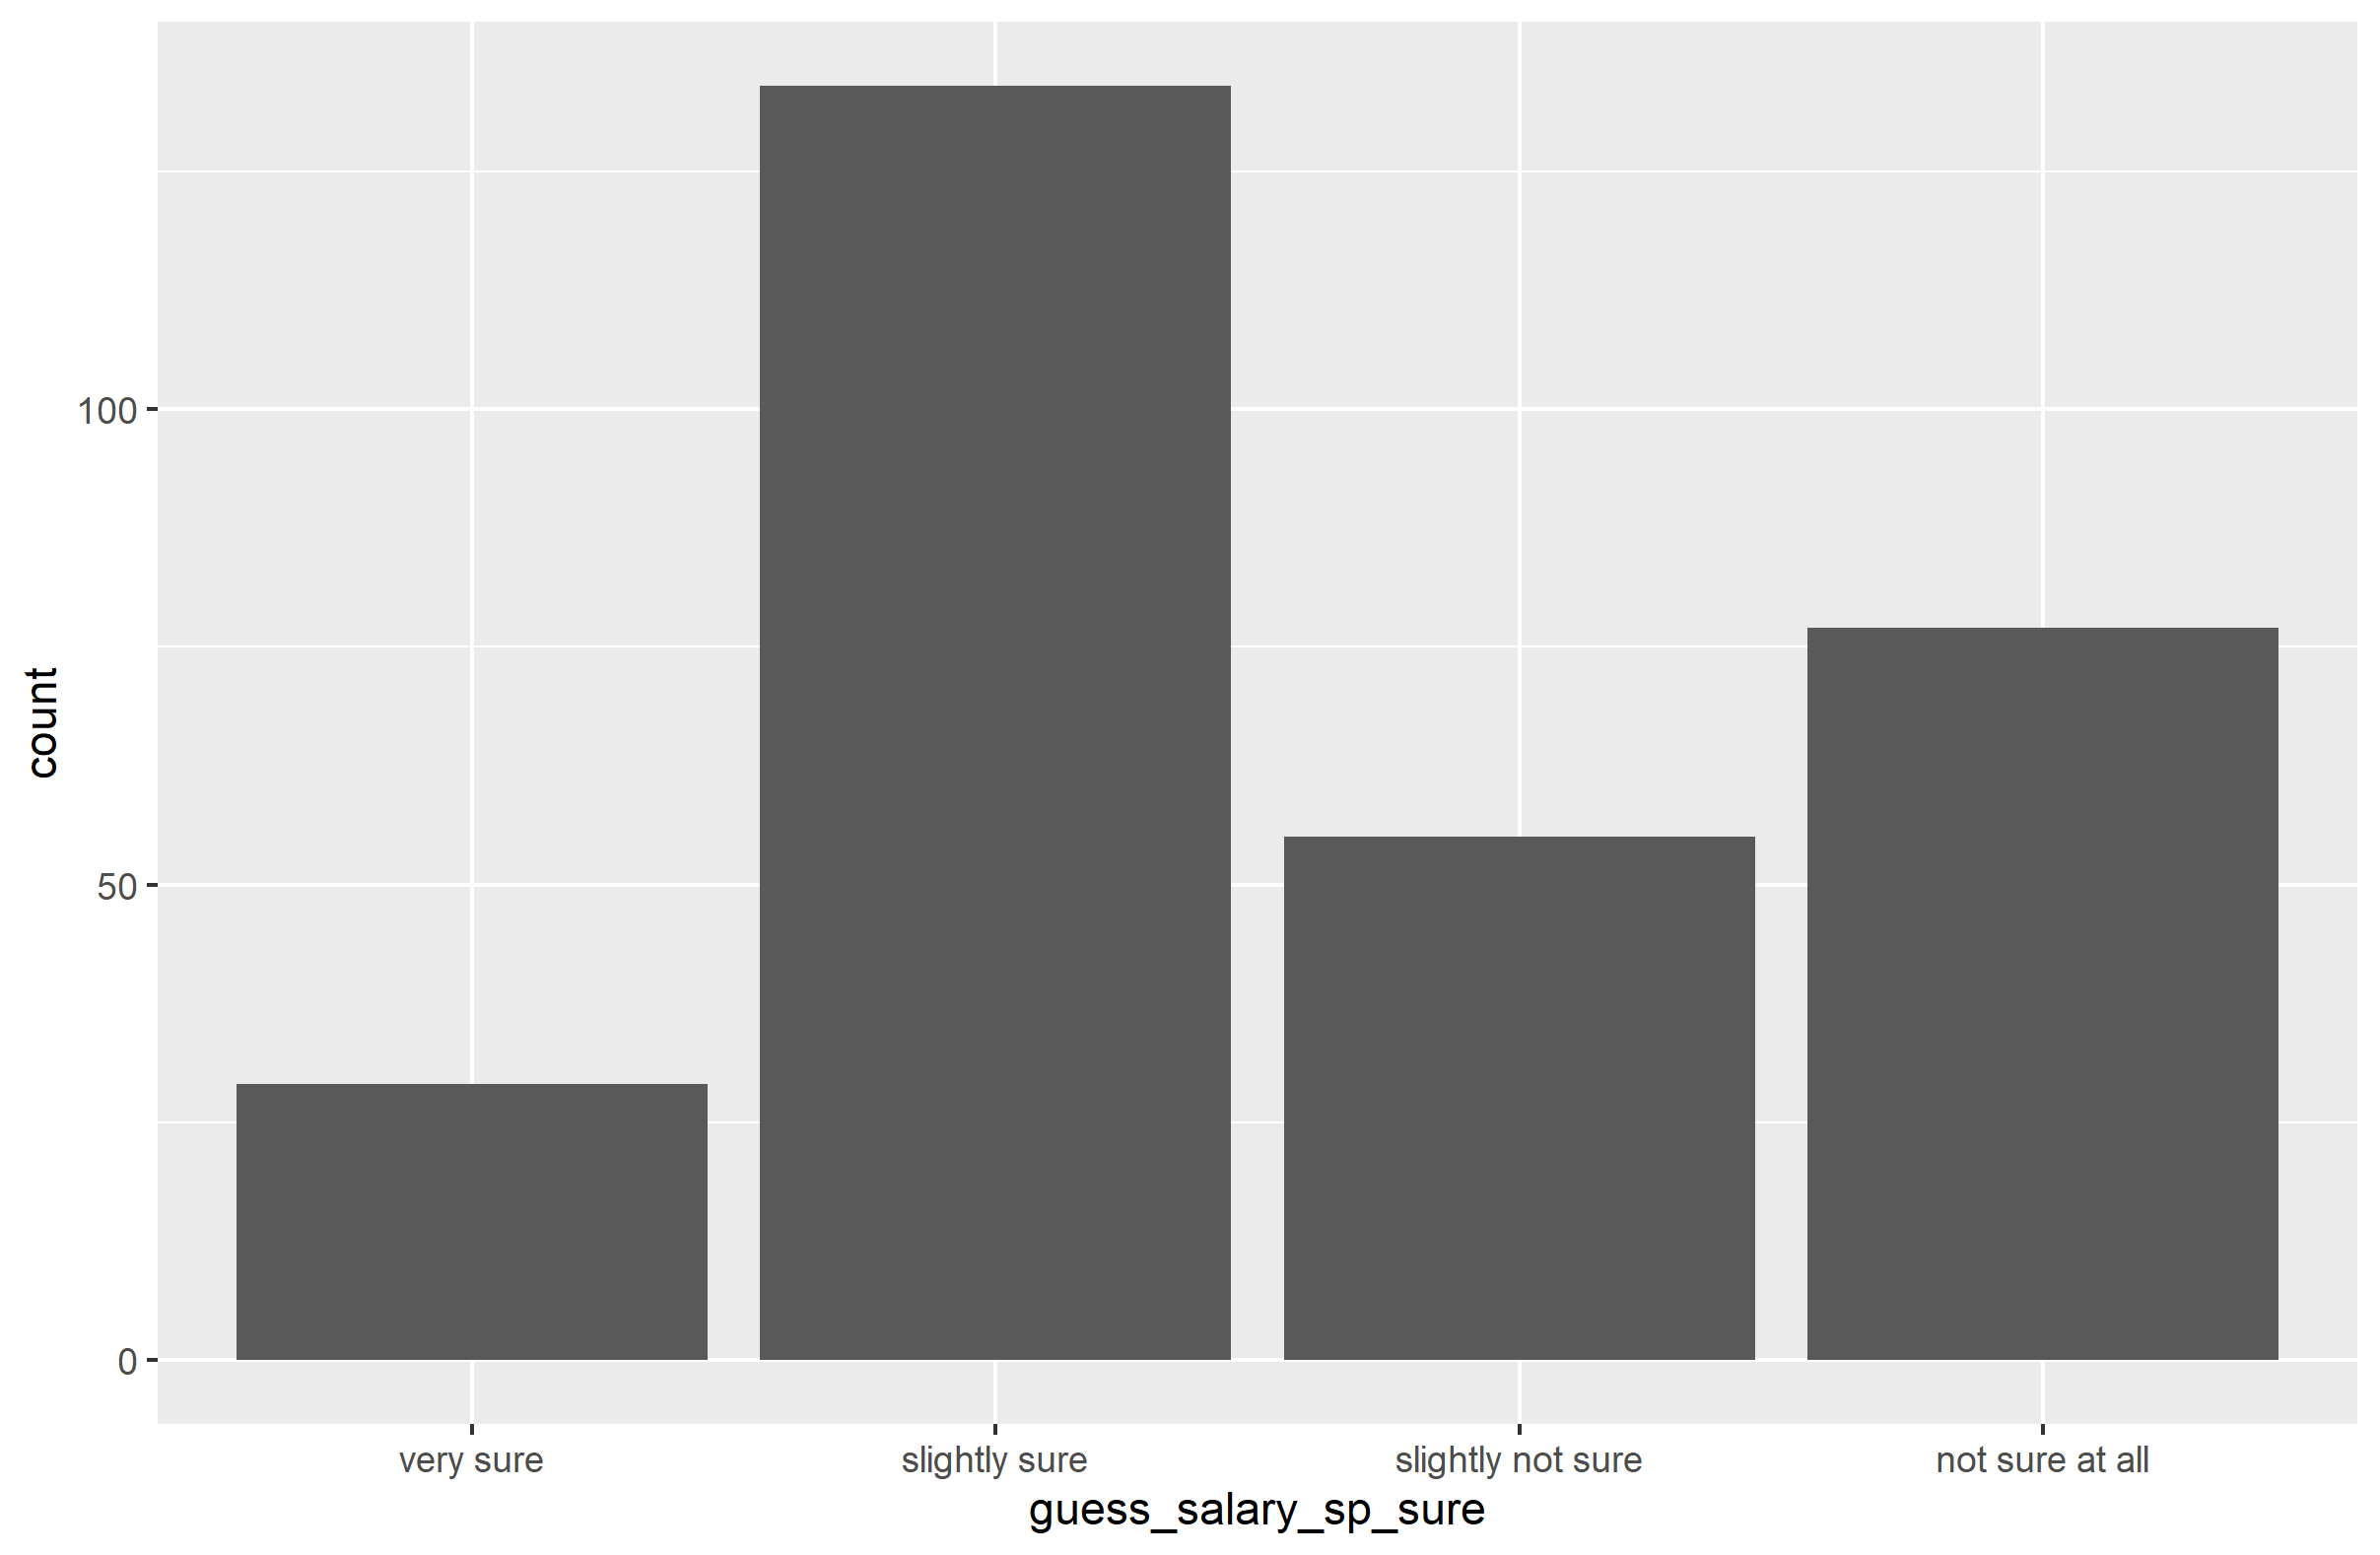 count
100
50
0
very sure slightly sure slightly not sure not sure at all
guess_salary_sp_sure